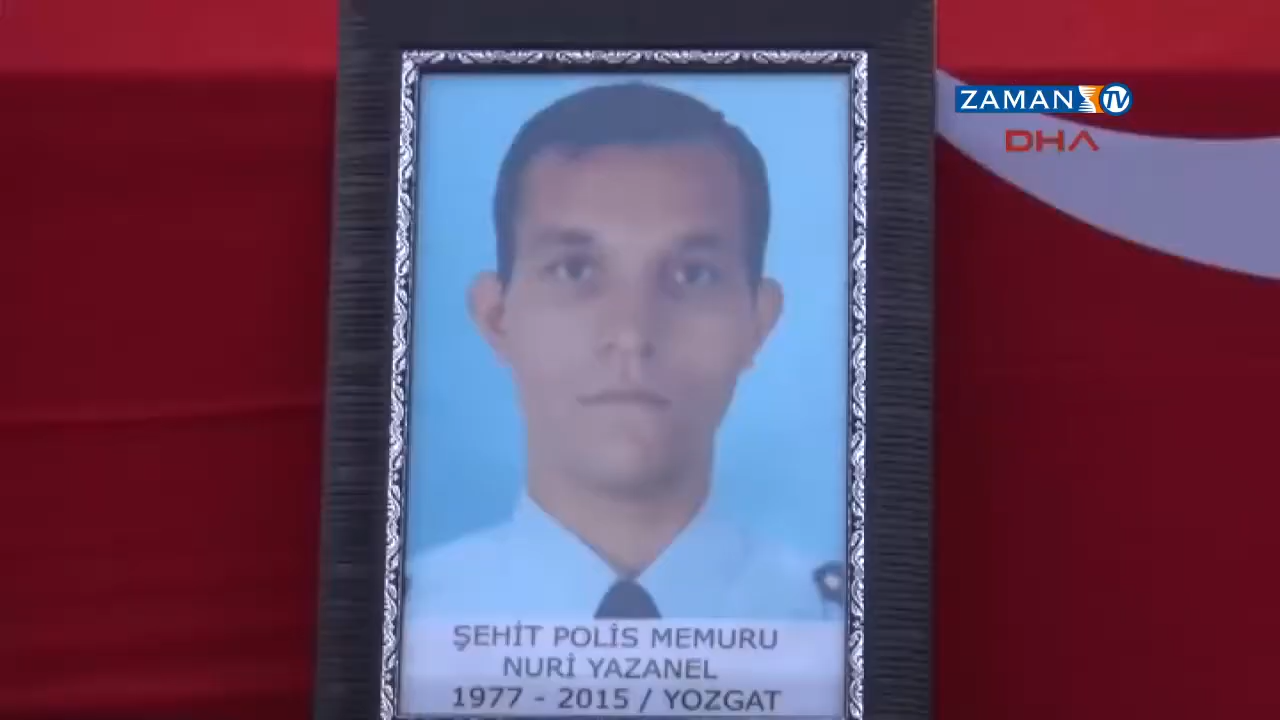 ZAMAN TV
DHA
ŞEHİT POLİS MEMURU
NURİ YAZANEL
1977 - 2015 / YOZGAT